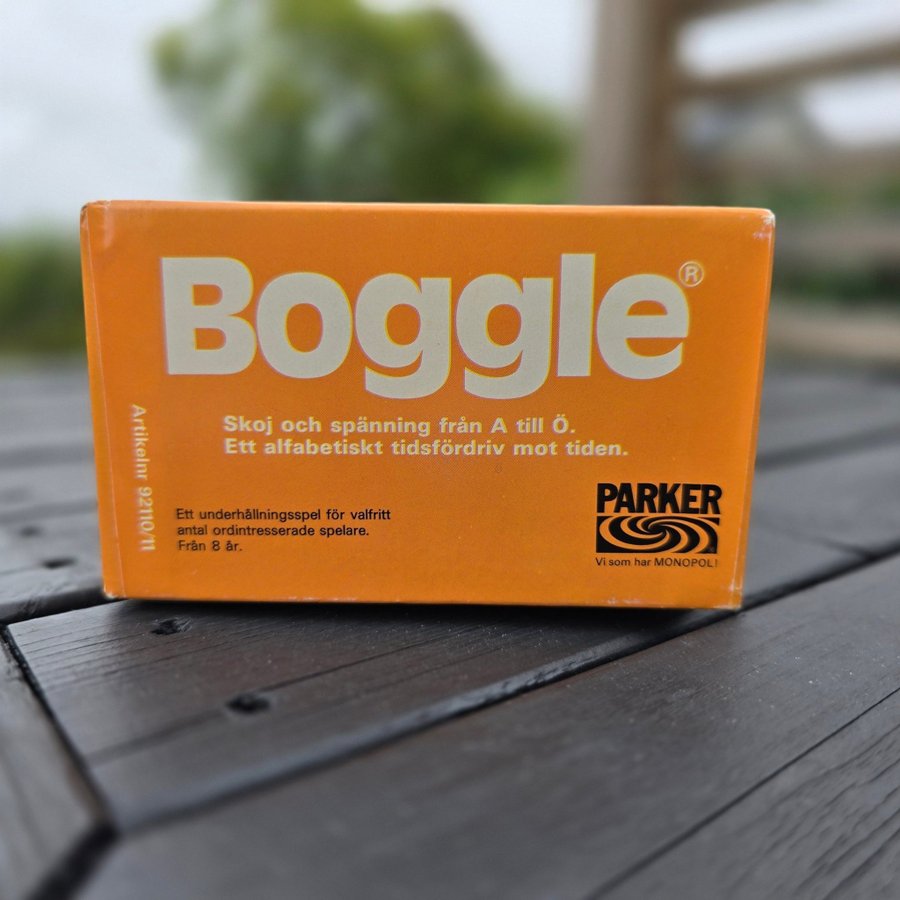 Boggle®
Skoj och spänning från A till Ö.
Ett alfabetiskt tidsfördriv mot tiden.
Artikelnr 92110/11
Ett underhållningsspel för valfritt
antal ordintresserade spelare.
Från 8 år.
PARKER
Vi som har MONOPOL!